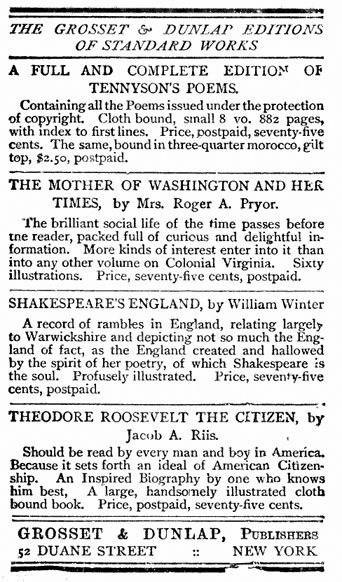 THE GROSSET & DUNLAP EDITIONS
OF STANDARD WORKS
A FULL AND COMPLETE EDITION OF
TENNYSON'S POEMS.
Containing all the Poems issued under the protection
of copyright. Cloth bound, small 8 vo. 882 pages,
with index to first lines. Price, postpaid, seventy-five
cents. The same, bound in three-quarter morocco, gilt
top, $2.50, postpaid.
THE MOTHER OF WASHINGTON AND HER
TIMES, by Mrs. Roger A. Pryor.
The brilliant social life of the time passes before
the reader, packed full of curious and delightful in-
formation. More kinds of interest enter into it than
into any other volume on Colonial Virginia. Sixty
illustrations. Price, seventy-five cents, postpaid.
SHAKESPEARE'S ENGLAND, by William Winter
A record of rambles in England, relating largely
to Warwickshire and depicting not so much the Eng-
land of fact, as the England created and hallowed
by the spirit of her poetry, of which Shakespeare is
the soul. Profusely illustrated. Price, seventy-five
cents, postpaid.
THEODORE ROOSEVELT THE CITIZEN, by
Jacob A. Riis.
Should be read by every man and boy in America.
Because it sets forth an ideal of American Citizen-
ship. An Inspired Biography by one who knows
him best, A large, handsomely illustrated cloth
bound book. Price, postpaid, seventy-five cents.
GROSSET & DUNLAP, PUBLISHERS
52 DUANE STREET :: NEW YORK